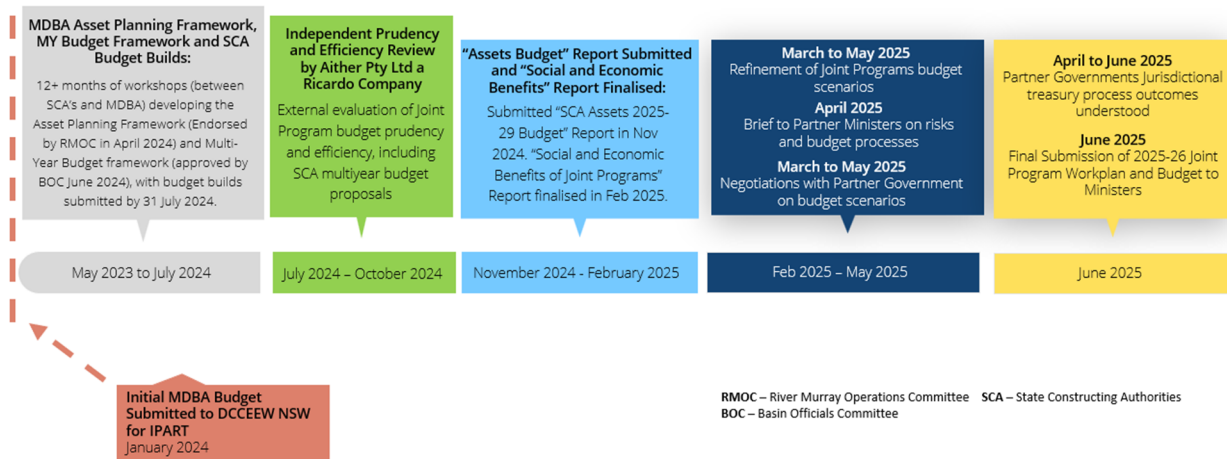 MDBA Asset Planning Framework,
MY Budget Framework and SCA
Budget Builds:
12+ months of workshops (between
SCA's and MDBA) developing the
Asset Planning Framework (Endorsed
by RMOC in April 2024) and Multi-
Year Budget framework (approved by
BOC June 2024), with budget builds
submitted by 31 July 2024.
May 2023 to July 2024
Independent Prudency
and Efficiency Review
by Aither Pty Ltd a
Ricardo Company
External evaluation of Joint
Program budget prudency
and efficiency, including
SCA multiyear budget
proposals
July 2024 – October 2024
“Assets Budget” Report Submitted
and “Social and Economic
Benefits” Report Finalised:
Submitted “SCA Assets 2025-
29 Budget” Report in Nov
2024. “Social and Economic
Benefits of Joint Programs”
Report finalised in Feb 2025.
November 2024 - February 2025
March to May 2025
Refinement of Joint Programs budget
scenarios
April 2025
Brief to Partner Ministers on risks
and budget processes
March to May 2025
Negotiations with Partner Government
on budget scenarios
Feb 2025 – May 2025
April to June 2025
Partner Governments Jurisdictional
treasury process outcomes
understood
June 2025
Final Submission of 2025-26 Joint
Program Workplan and Budget to
Ministers
June 2025
Initial MDBA Budget
Submitted to DCCEEW NSW
for IPART
January 2024
RMOC – River Murray Operations Committee SCA – State Constructing Authorities
BOC – Basin Officials Committee